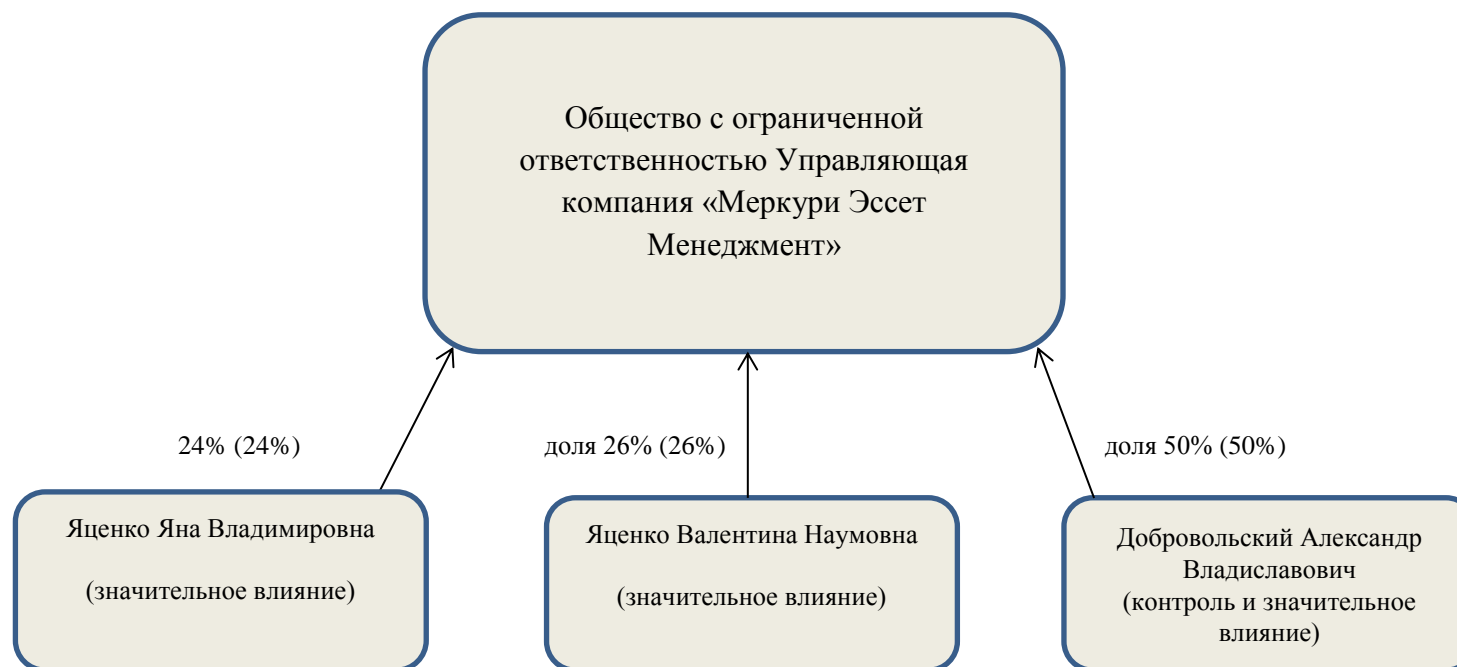 Общество с ограниченной
ответственностью Управляющая
компания «Меркури Эссет
Менеджмент»
24% (24%)
доля 26% (26%)
доля 50% (50%)
Яценко Яна Владимировна
(значительное влияние)
Яценко Валентина Наумовна
(значительное влияние)
Добровольский Александр
Владиславович
(контроль и значительное
влияние)